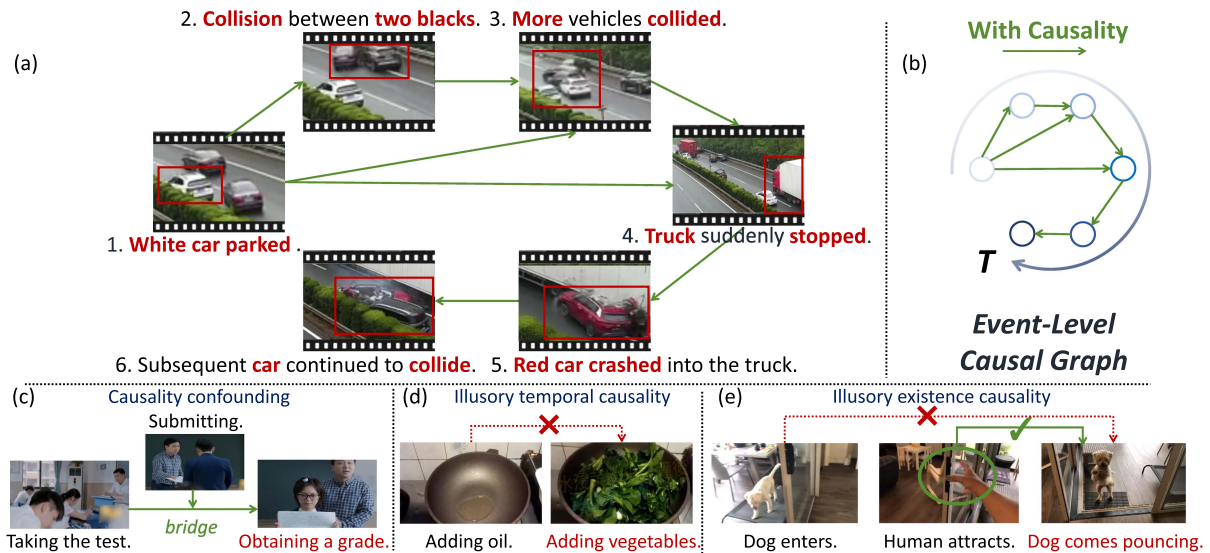 (a)
2. Collision between two blacks.
3. More vehicles collided.
1. White car parked .
4. Truck suddenly stopped.
6. Subsequent car continued to collide.
5. Red car crashed into the truck.
With Causality
(b)
T
Event-Level
Causal Graph
(c)
Causality confounding
Submitting.
bridge
Taking the test.
Obtaining a grade.
(d)
Illusory temporal causality
Adding oil.
Adding vegetables.
(e)
Illusory existence causality
Dog enters.
Human attracts.
Dog comes pouncing.